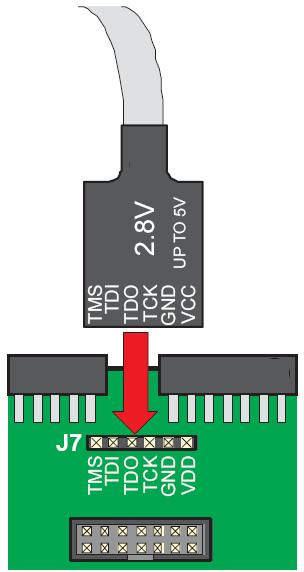 2.8V
UP TO 5V
TMS
TDI
TDO
TCK
GND
VCC
J7
TMS
TDI
TDO
TCK
GND
VDD